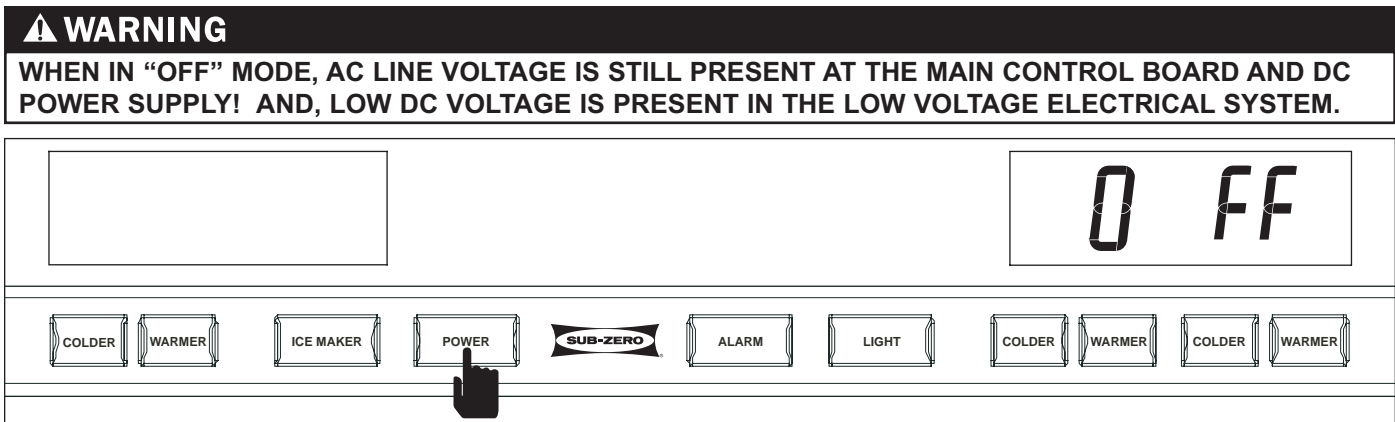 WARNING
WHEN IN “OFF” MODE, AC LINE VOLTAGE IS STILL PRESENT AT THE MAIN CONTROL BOARD AND DC
POWER SUPPLY! AND, LOW DC VOLTAGE IS PRESENT IN THE LOW VOLTAGE ELECTRICAL SYSTEM.
0 FF
COLDER WARMER ICE MAKER POWER SUB-ZERO ALARM LIGHT COLDER WARMER COLDER WARMER